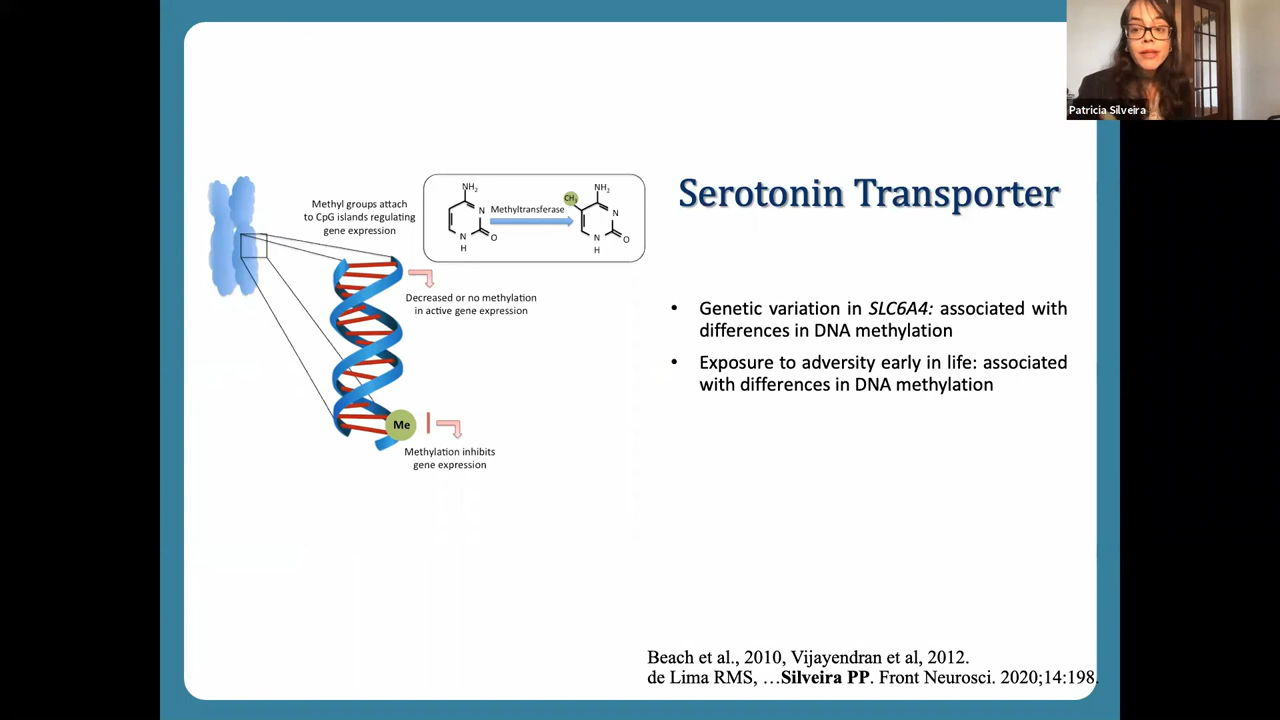 Patricia Silveira
Serotonin Transporter
Methyl groups attach
to CpG islands regulating
gene expression
NH₂
N
N
H
O
Methyltransferase
CH₃
NH₂
N
N
H
O
Decreased or no methylation
in active gene expression
Me
Methylation inhibits
gene expression
• Genetic variation in SLC6A4: associated with
differences in DNA methylation
• Exposure to adversity early in life: associated
with differences in DNA methylation
Beach et al., 2010, Vijayendran et al, 2012.
de Lima RMS, …Silveira PP. Front Neurosci. 2020;14:198.